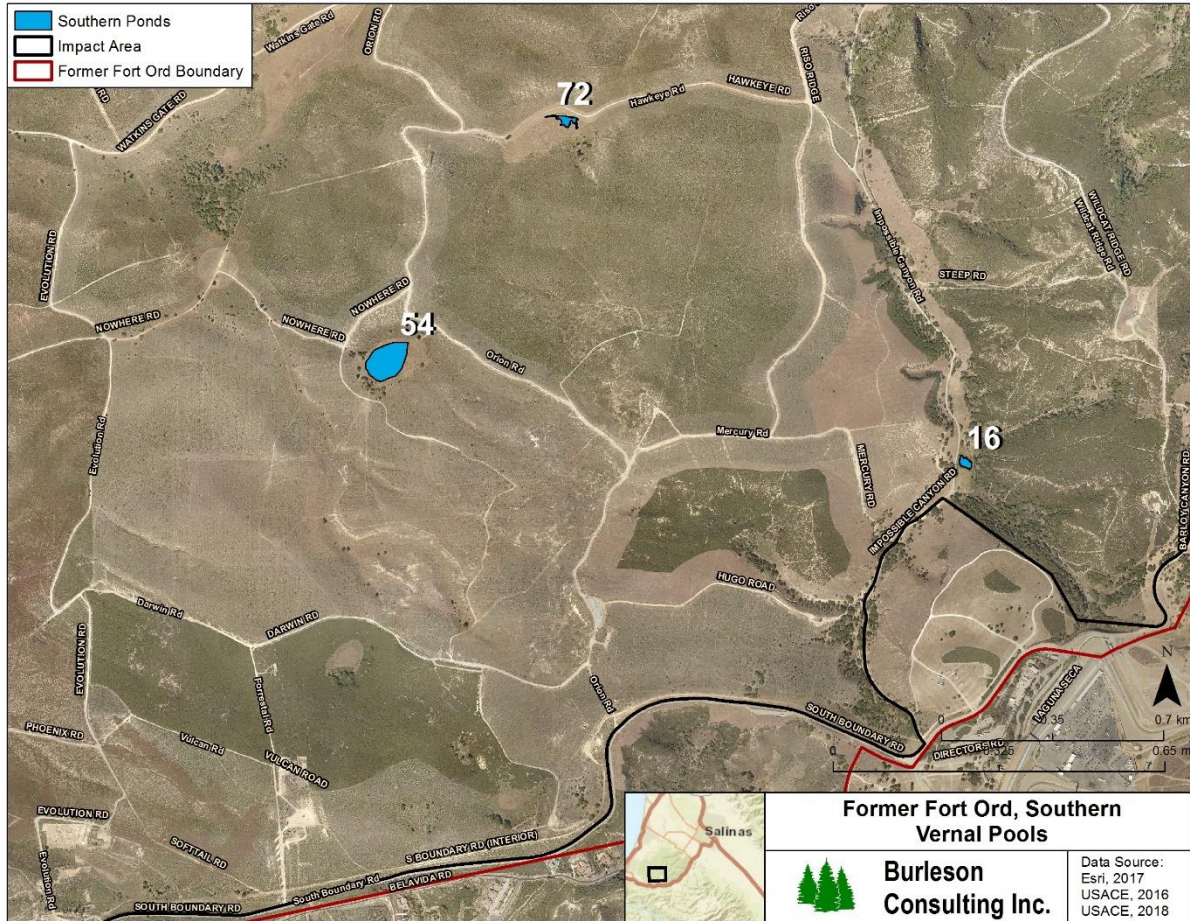 Southern Ponds
Impact Area
Former Fort Ord Boundary
Watkins Gate Rd
ORION RD
RISO RIDGE
WATKINS GATE RD
72
Hawkeye Rd
HAWKEYE RD
WILDCAT RIDGE RD
Wildcat Ridge Rd
Impossible Canyon Rd
STEEP RD
EVOLUTION RD
NOWHERE RD
NOWHERE RD
NOWHERE RD
54
Orion Rd
Mercury Rd
MERCURY RD
16
Evolution Rd
IMPOSSIBLE CANYON RD
BARLOY CANYON RD
HUGO ROAD
Darwin Rd
DARWIN RD
EVOLUTION RD
Forrestal Rd
Orion Rd
N
LAGUNA SECA
SOUTH BOUNDARY RD
DIRECTORS RD
0 0.35 0.7 km
0 0.325 0.65 m
PHOENIX RD
Vulcan Rd
VULCAN ROAD
EVOLUTION RD
Evolution Rd
SOFTTAIL RD
S BOUNDARY RD (INTERIOR)
South Boundary Rd
BELAVIDA RD
SOUTH BOUNDARY RD
Salinas
Former Fort Ord, Southern
Vernal Pools
Burleson
Consulting Inc.
Data Source:
Esri, 2017
USACE, 2016
USACE, 2018